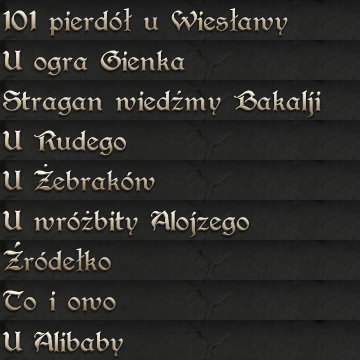 101 pierdół u Wiesławy
U ogra Gienka
Stragan wiedźmy Bakalji
U Rudego
U Żebraków
U wróżbity Alojzego
Źródełko
To i owo
U Alibaby